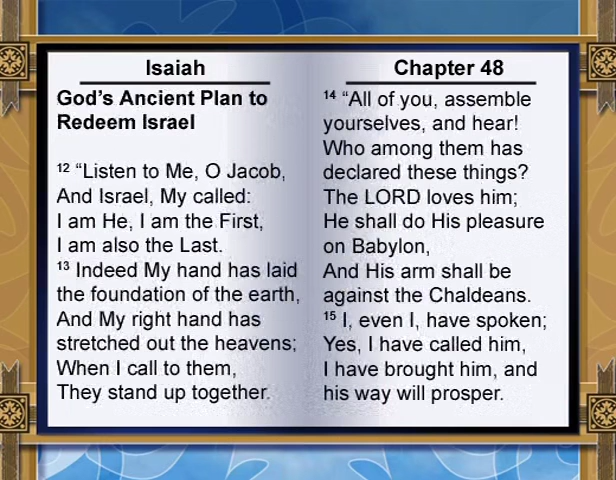 Isaiah
God’s Ancient Plan to
Redeem Israel
12 “Listen to Me, O Jacob,
And Israel, My called:
I am He, I am the First,
I am also the Last.
13 Indeed My hand has laid
the foundation of the earth,
And My right hand has
stretched out the heavens;
When I call to them,
They stand up together.
Chapter 48
14 “All of you, assemble
yourselves, and hear!
Who among them has
declared these things?
The LORD loves him;
He shall do His pleasure
on Babylon,
And His arm shall be
against the Chaldeans.
15 I, even I, have spoken;
Yes, I have called him,
I have brought him, and
his way will prosper.